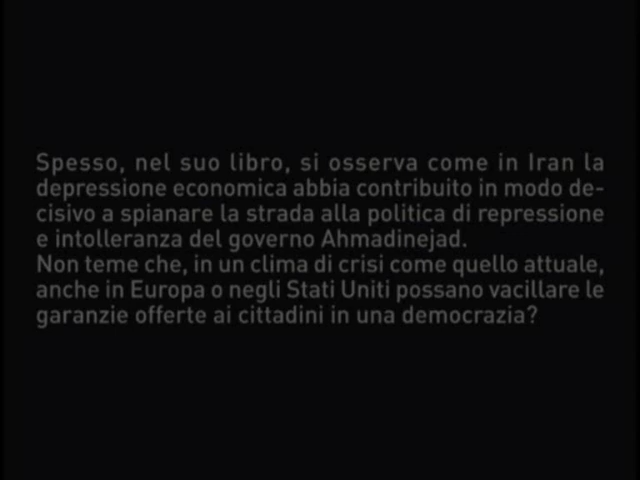 Spesso, nel suo libro, si osserva come in Iran la
depressione economica abbia contribuito in modo de-
cisivo a spianare la strada alla politica di repressione
e intolleranza del governo Ahmadinejad.
Non teme che, in un clima di crisi come quello attuale,
anche in Europa o negli Stati Uniti possano vacillare le
garanzie offerte ai cittadini in una democrazia?